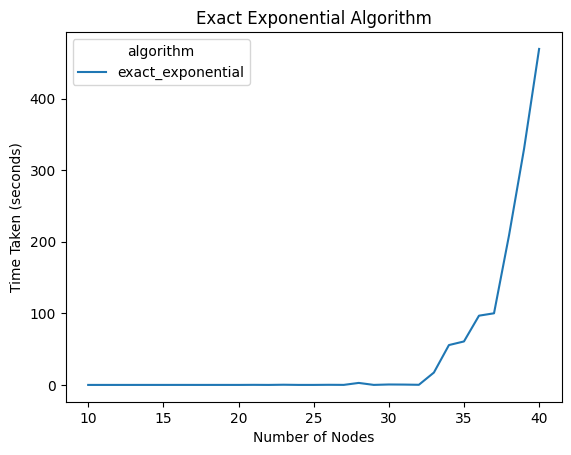 Exact Exponential Algorithm
algorithm
exact_exponential
Time Taken (seconds)
400
300
200
100
0
10
15
20
25
30
35
40
Number of Nodes